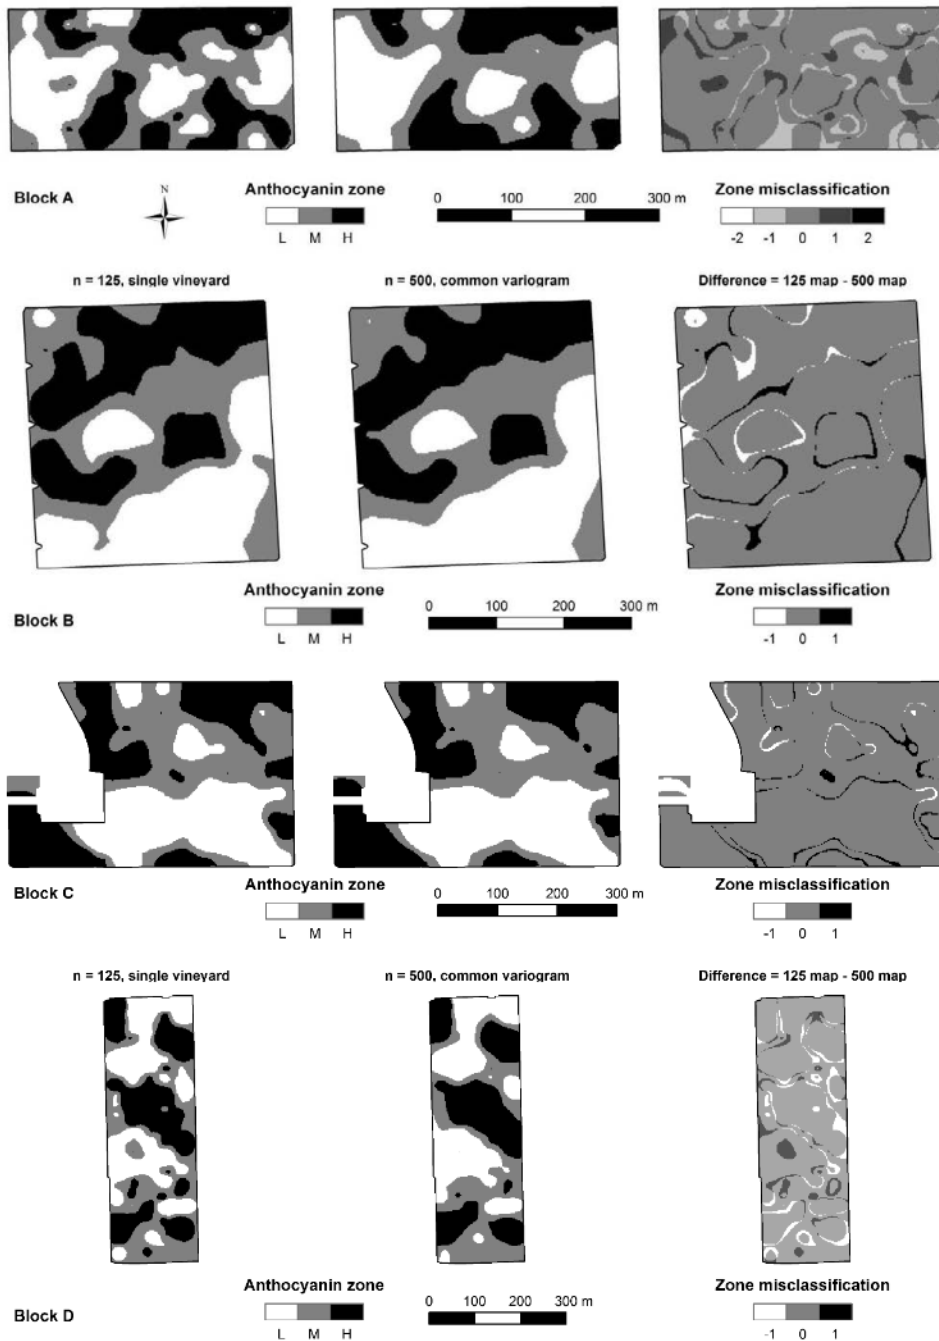 Block A
N
Anthocyanin zone
L M H
0 100 200 300 m
Zone misclassification
-2 -1 0 1 2
n = 125, single vineyard
n = 500, common variogram
Difference = 125 map - 500 map
Block B
Anthocyanin zone
L M H
0 100 200 300 m
Zone misclassification
-1 0 1
Block C
Anthocyanin zone
L M H
0 100 200 300 m
Zone misclassification
-1 0 1
n = 125, single vineyard
n = 500, common variogram
Difference = 125 map - 500 map
Block D
Anthocyanin zone
L M H
0 100 200 300 m
Zone misclassification
-1 0 1